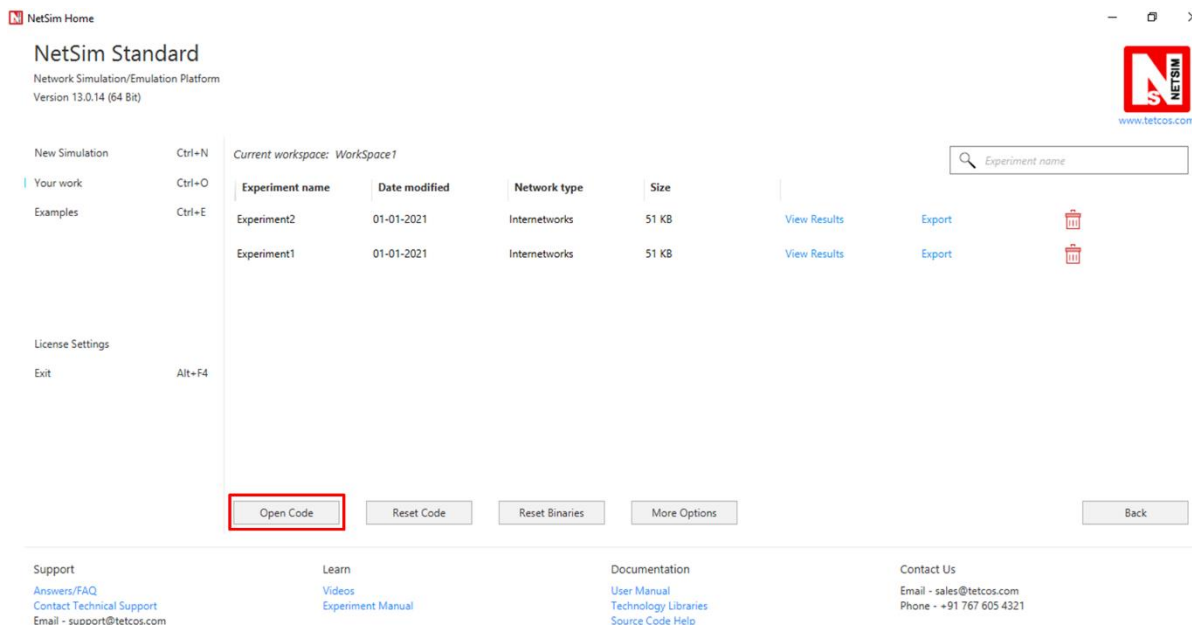 NetSim Home
NetSim Standard
Network Simulation/Emulation Platform
Version 13.0.14 (64 Bit)
N
S
NETSIM
www.tetcos.com
New Simulation Ctrl+N
Your work Ctrl+O
Examples Ctrl+E
License Settings
Exit Alt+F4
Current workspace: WorkSpace1
Experiment name
Experiment name Date modified Network type Size
Experiment2 01-01-2021 Internetworks 51 KB View Results Export
Experiment1 01-01-2021 Internetworks 51 KB View Results Export
Open Code Reset Code Reset Binaries More Options Back
Support
Answers/FAQ
Contact Technical Support
Email - support@tetcos.com
Learn
Videos
Experiment Manual
Documentation
User Manual
Technology Libraries
Source Code Help
Contact Us
Email - sales@tetcos.com
Phone - +91 767 605 4321